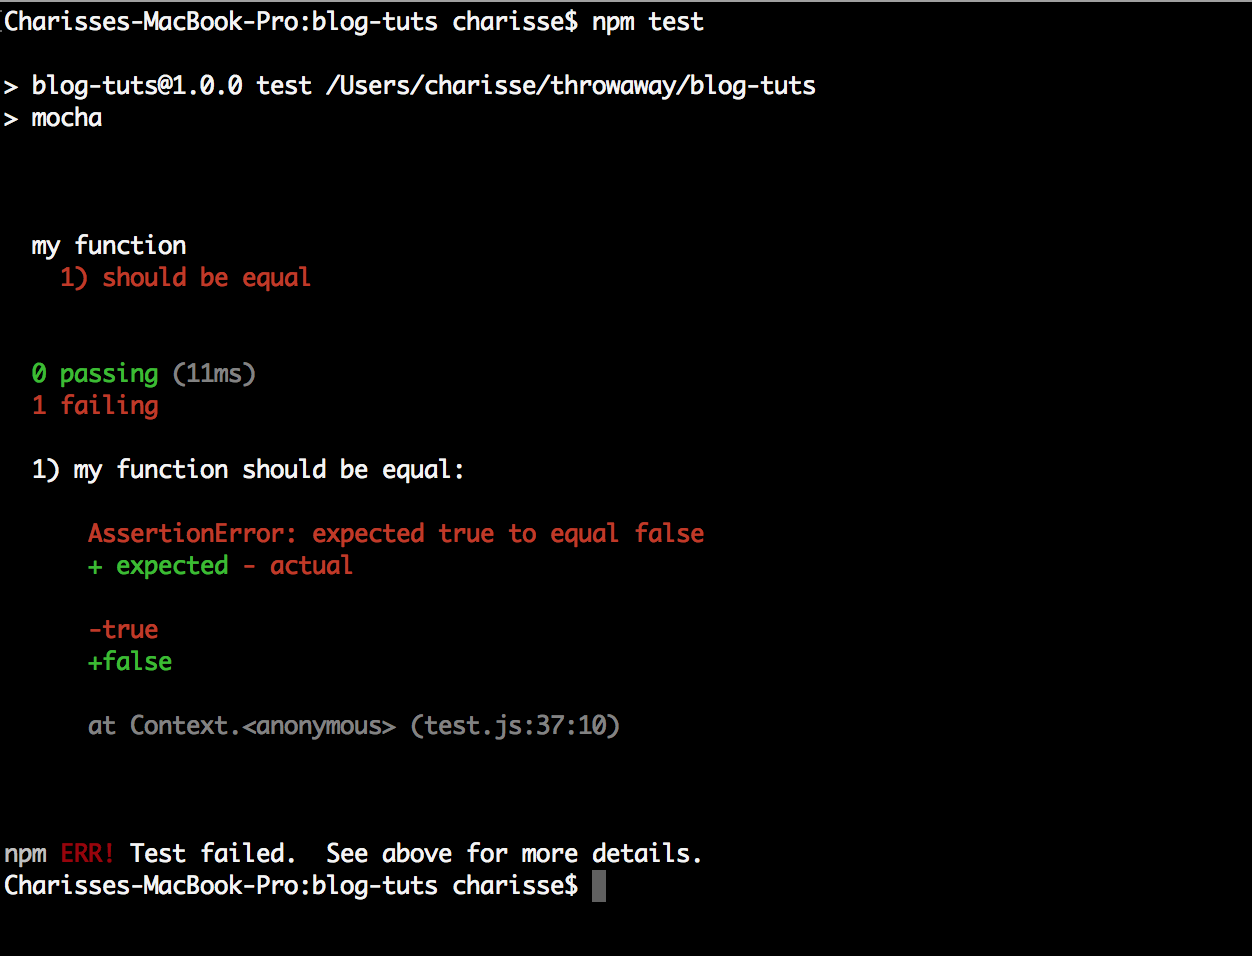 Charisses-MacBook-Pro:blog-tuts charisse$ npm test
> blog-tuts@1.0.0 test /Users/charisse/throwaway/blog-tuts
> mocha
my function
1) should be equal
0 passing (11ms)
1 failing
1) my function should be equal:
AssertionError: expected true to equal false
+ expected - actual
-true
+false
at Context.<anonymous> (test.js:37:10)
npm ERR! Test failed.  See above for more details.
Charisses-MacBook-Pro:blog-tuts charisse$